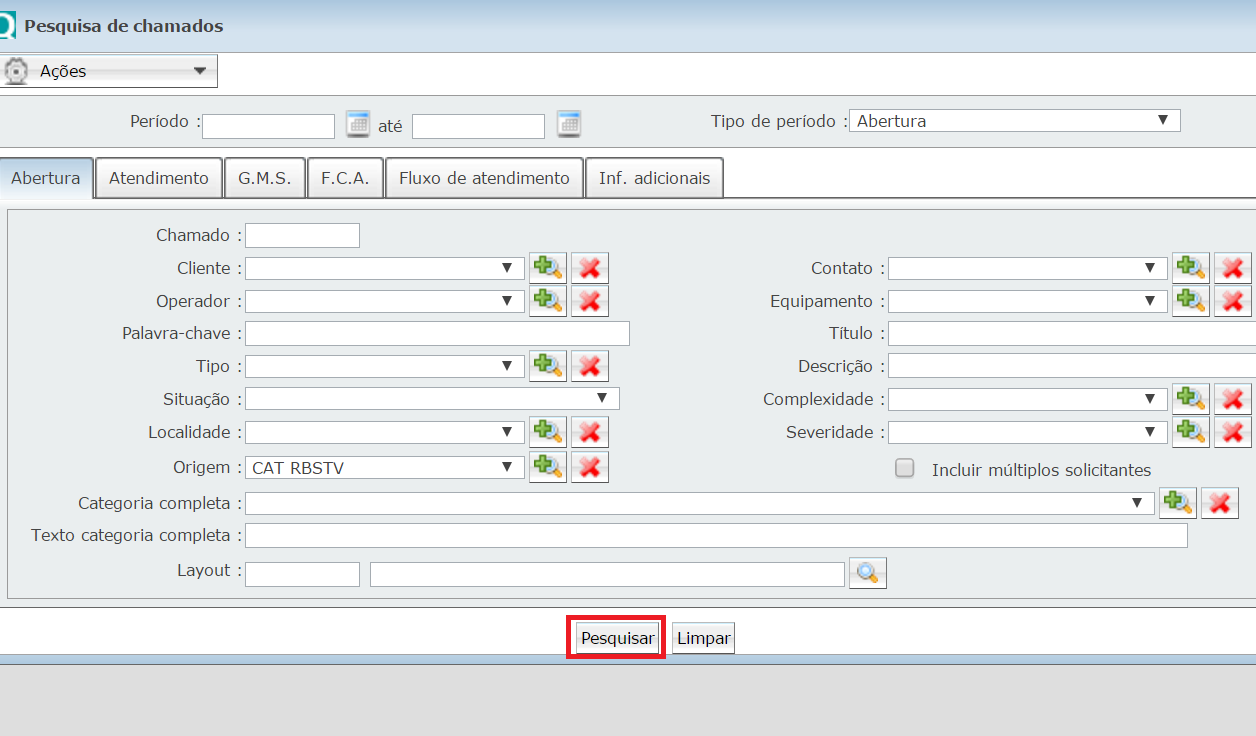 Pesquisa de chamados
Ações
Período : até Tipo de período : Abertura
Abertura Atendimento G.M.S. F.C.A. Fluxo de atendimento Inf. adicionais
Chamado :
Cliente : Contato :
Operador : Equipamento :
Palavra-chave : Título :
Tipo : Descrição :
Situação : Complexidade :
Localidade : Severidade :
Origem : CAT RBSTV Incluir múltiplos solicitantes
Categoria completa :
Texto categoria completa :
Layout :
Pesquisar Limpar